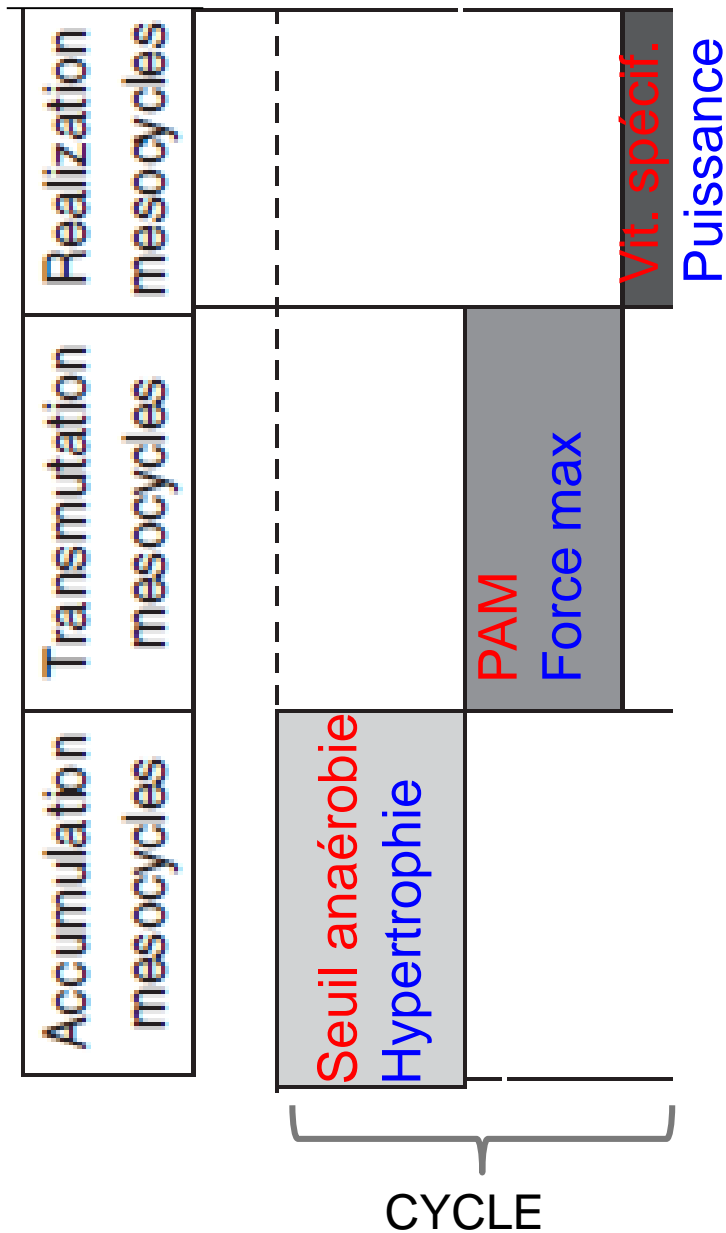 Realization
mesocycles
Vit. spécif.
Puissance
Transmutation
mesocycles
PAM
Force max
Accumulation
mesocycles
Seuil anaérobie
Hypertrophie
CYCLE